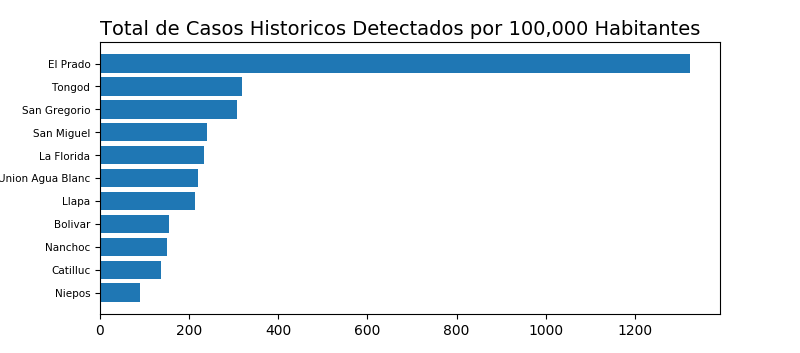 Total de Casos Historicos Detectados por 100,000 Habitantes
El Prado
Tongod
San Gregorio
San Miguel
La Florida
Union Agua Blanc
Llapa
Bolivar
Nanchoc
Catilluc
Niepos
0 200 400 600 800 1000 1200